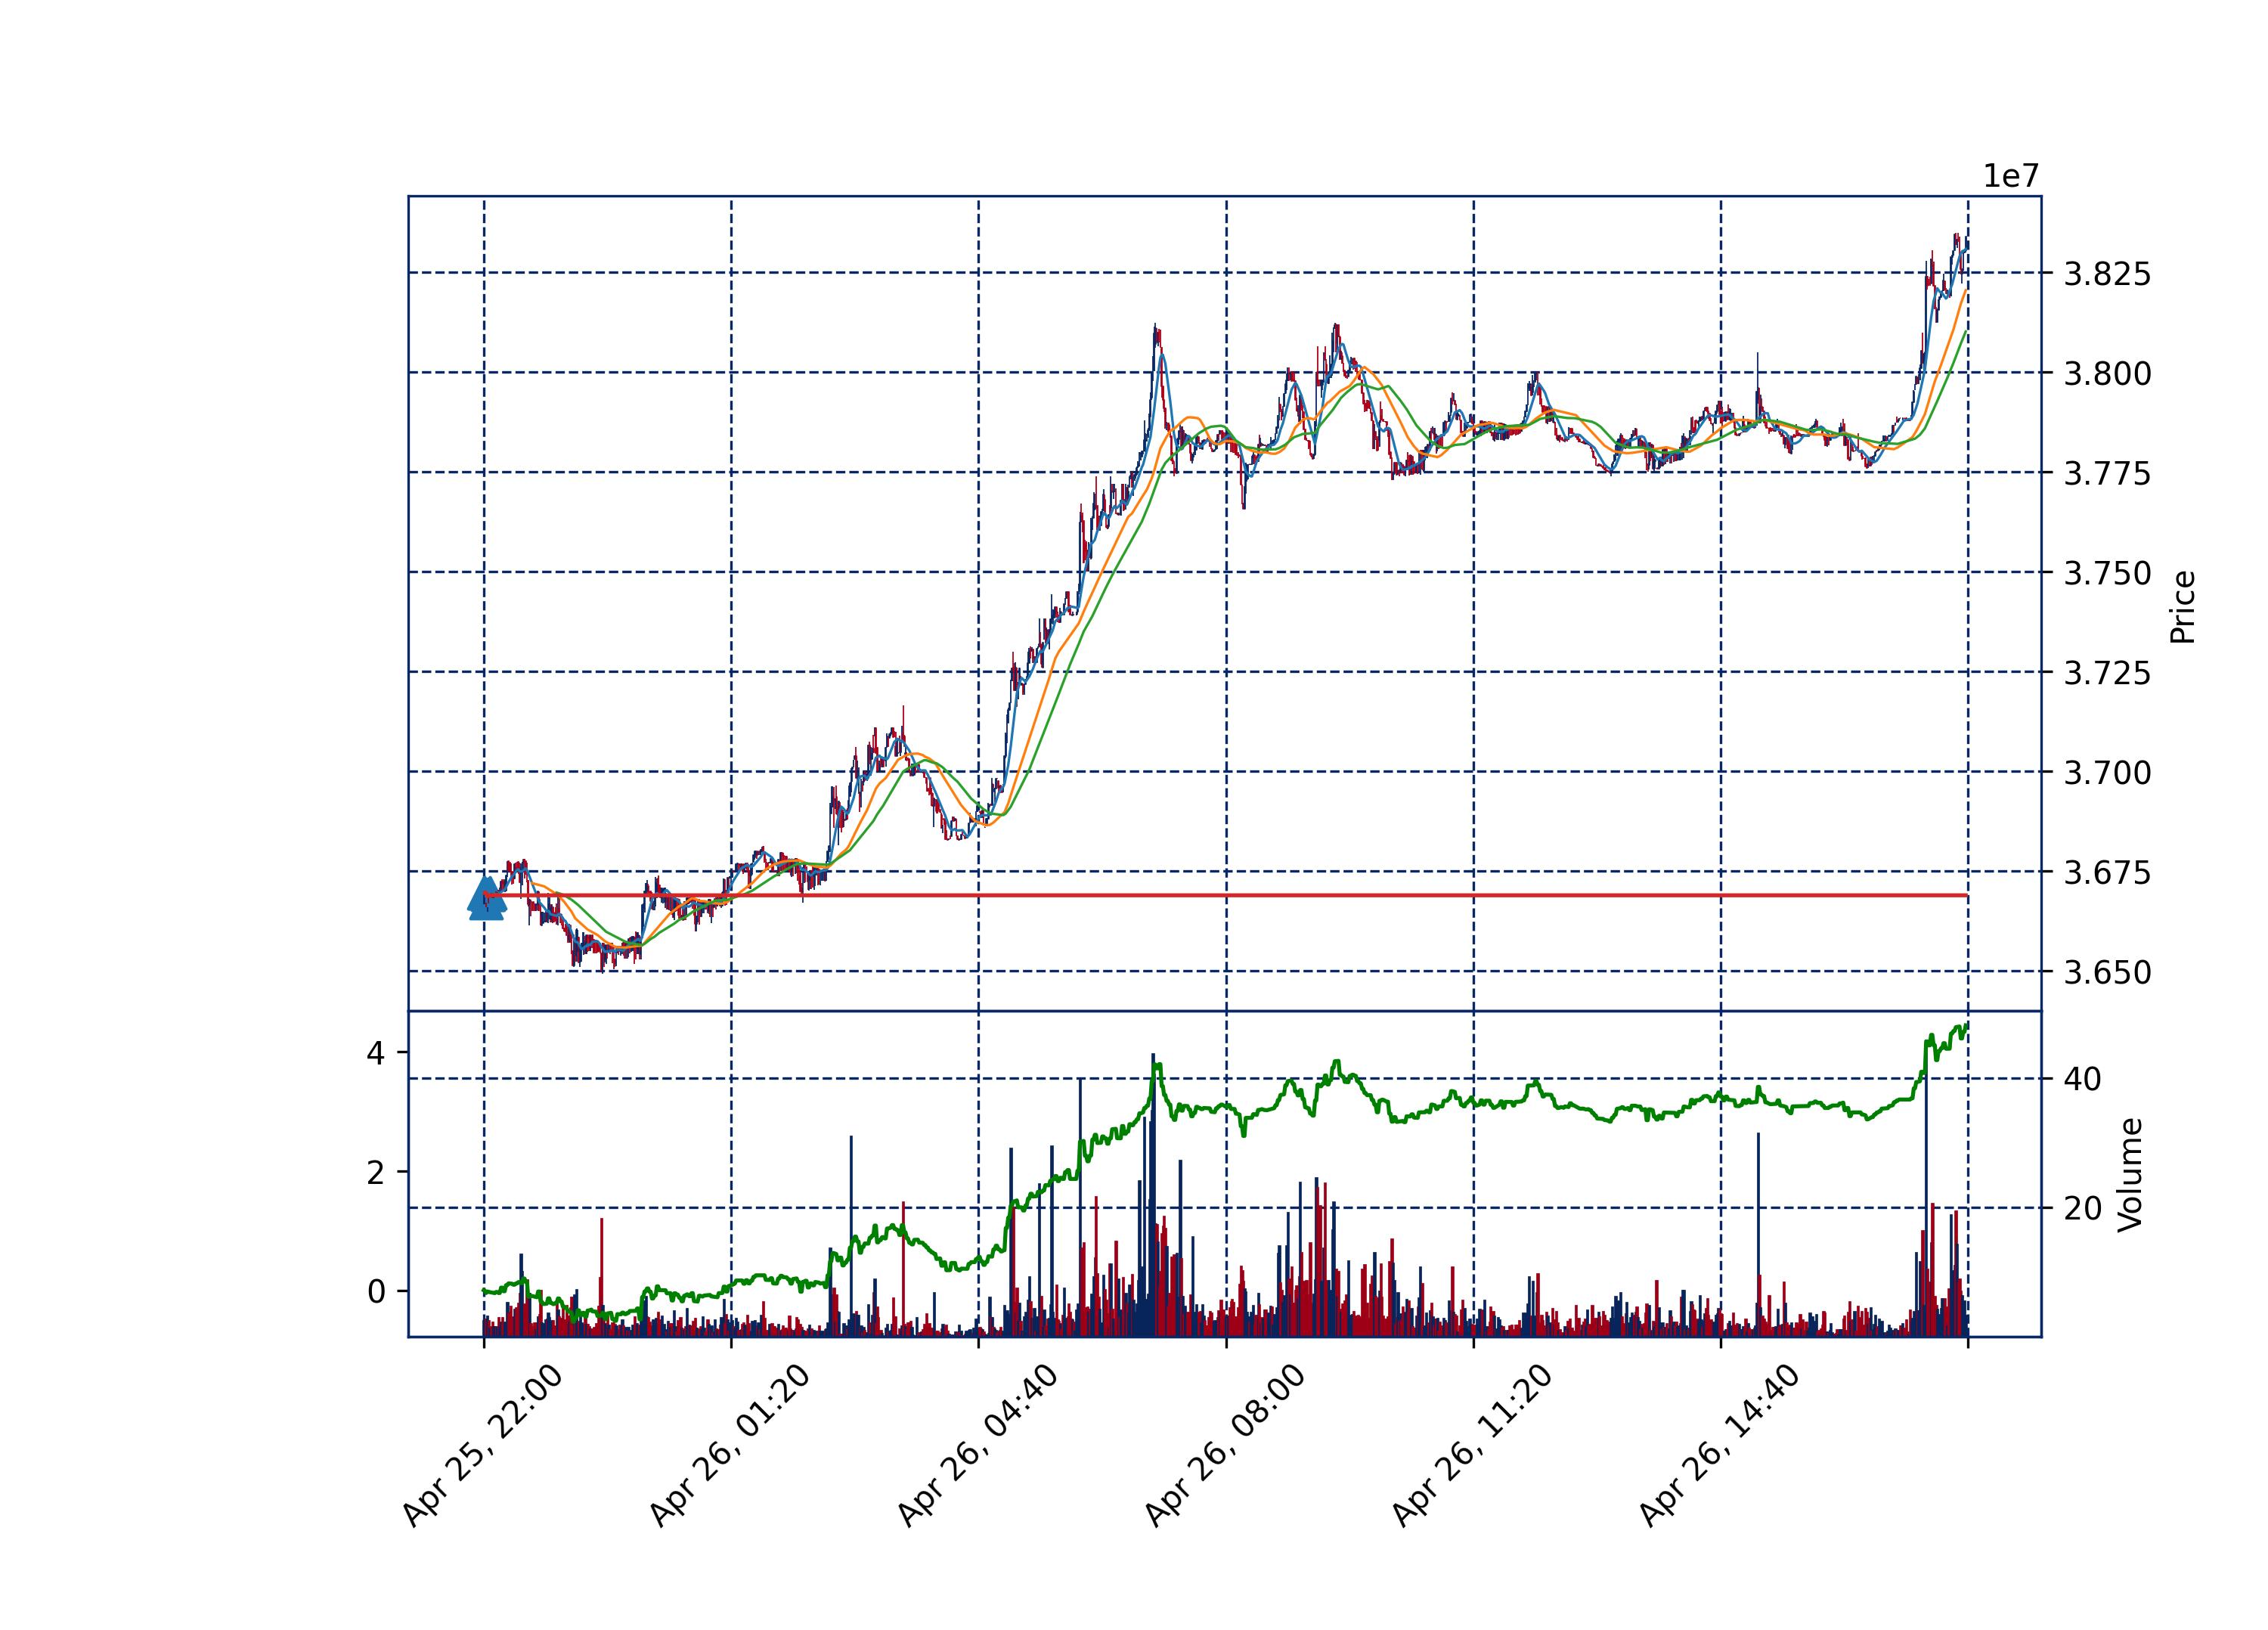 1e7
3.825
3.800
3.775
3.750
3.725
3.700
3.675
3.650
Price
4
2
0
40
20
Volume
Apr 25, 22:00
Apr 26, 01:20
Apr 26, 04:40
Apr 26, 08:00
Apr 26, 11:20
Apr 26, 14:40